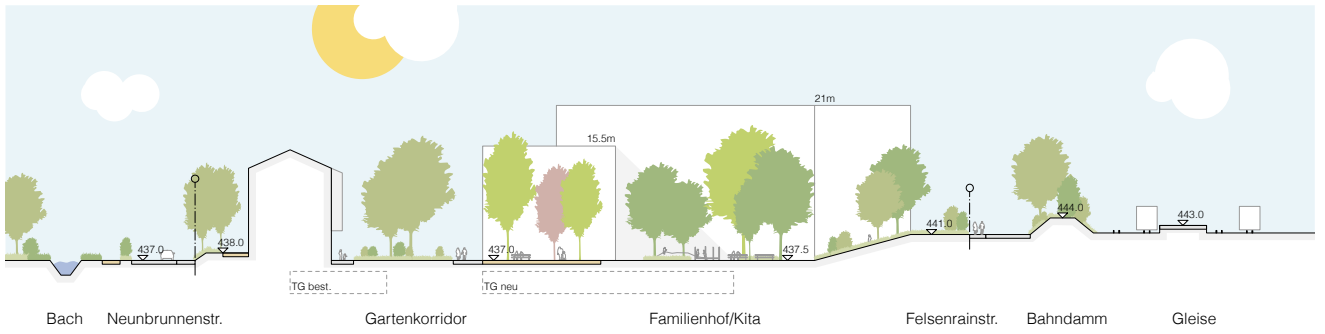 21m
15.5m
444.0
443.0
441.0
437.0
438.0
437.0
437.5
TG best.
TG neu
Bach
Neunbrunnenstr.
Gartenkorridor
Familienhof/Kita
Felsenrainstr.
Bahndamm
Gleise